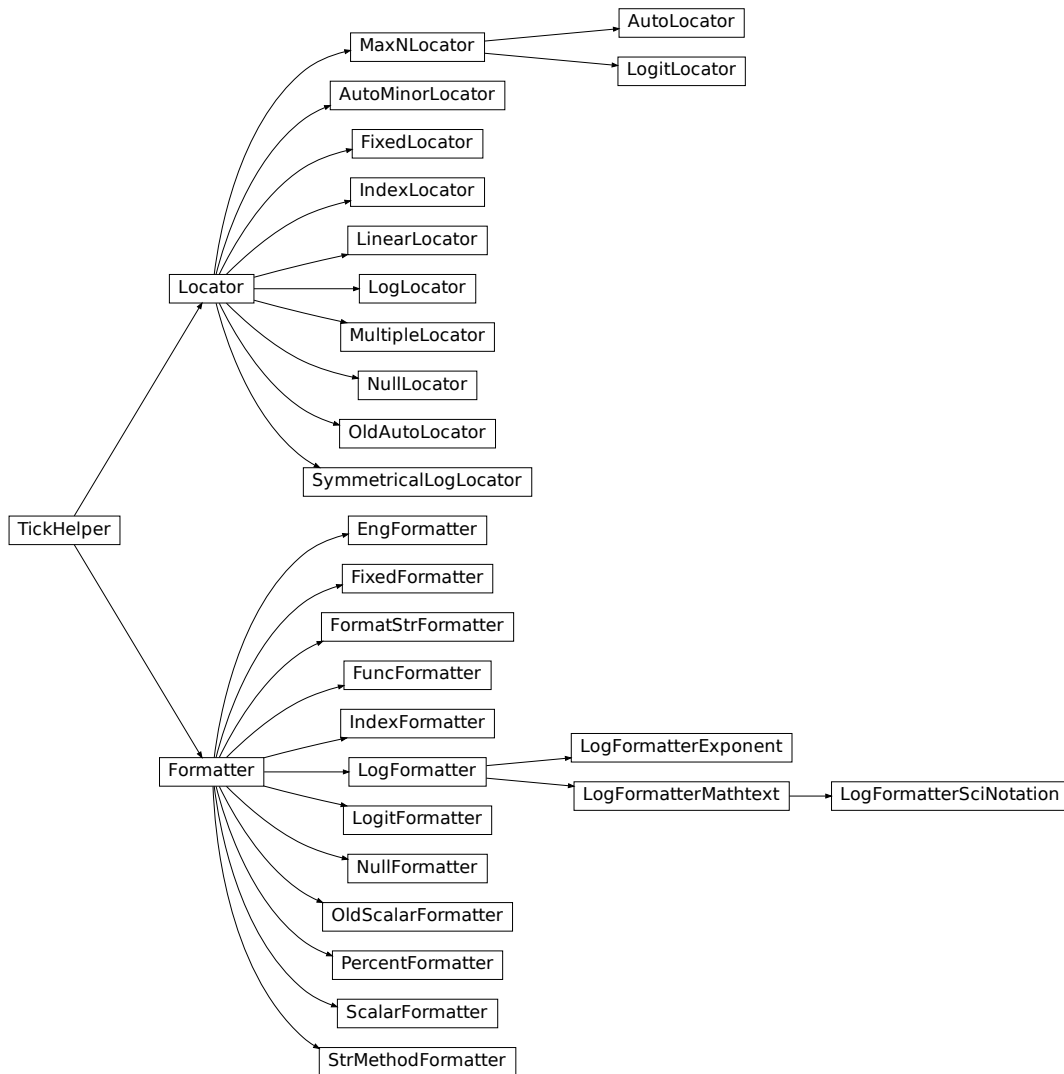 AutoLocator
MaxNLocator
LogitLocator
AutoMinorLocator
FixedLocator
IndexLocator
LinearLocator
Locator
LogLocator
MultipleLocator
NullLocator
OldAutoLocator
SymmetricalLogLocator
TickHelper
EngFormatter
FixedFormatter
FormatStrFormatter
FuncFormatter
IndexFormatter
LogFormatterExponent
Formatter
LogFormatter
LogFormatterMathtext
LogFormatterSciNotation
LogitFormatter
NullFormatter
OldScalarFormatter
PercentFormatter
ScalarFormatter
StrMethodFormatter